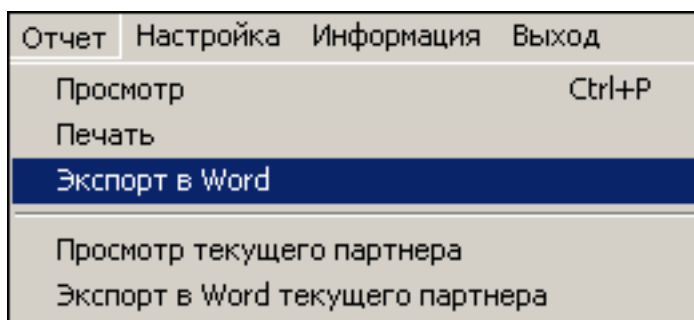 Отчет Настройка Информация Выход
Просмотр Ctrl+P
Печать
Экспорт в Word
Просмотр текущего партнера
Экспорт в Word текущего партнера